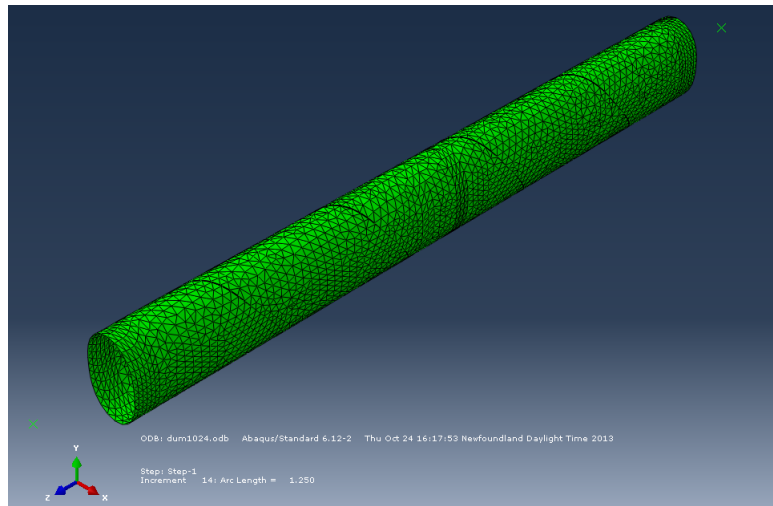 ODB: dum1024.odb    Abaqus/Standard 6.12-2    Thu Oct 24 16:17:53 Newfoundland Daylight Time 2013
Step: Step-1
Increment    14: Arc Length =    1.250
Y
Z
X